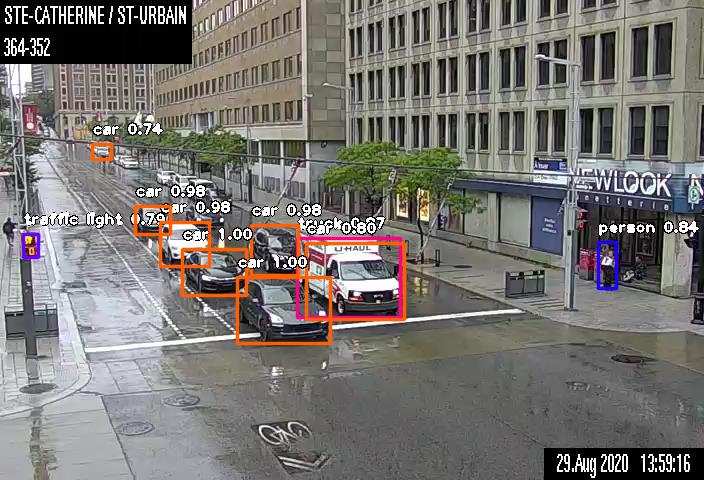 STE-CATHERINE / ST-URBAIN
364-352
car 0.74
car 0.98
car 0.98
car 0.98
traffic light 0.79
car 0.80
car 1.00
car 1.00
person 0.84
U-HAUL
NEWLOOK
netterie
29.Aug 2020 13:59:16